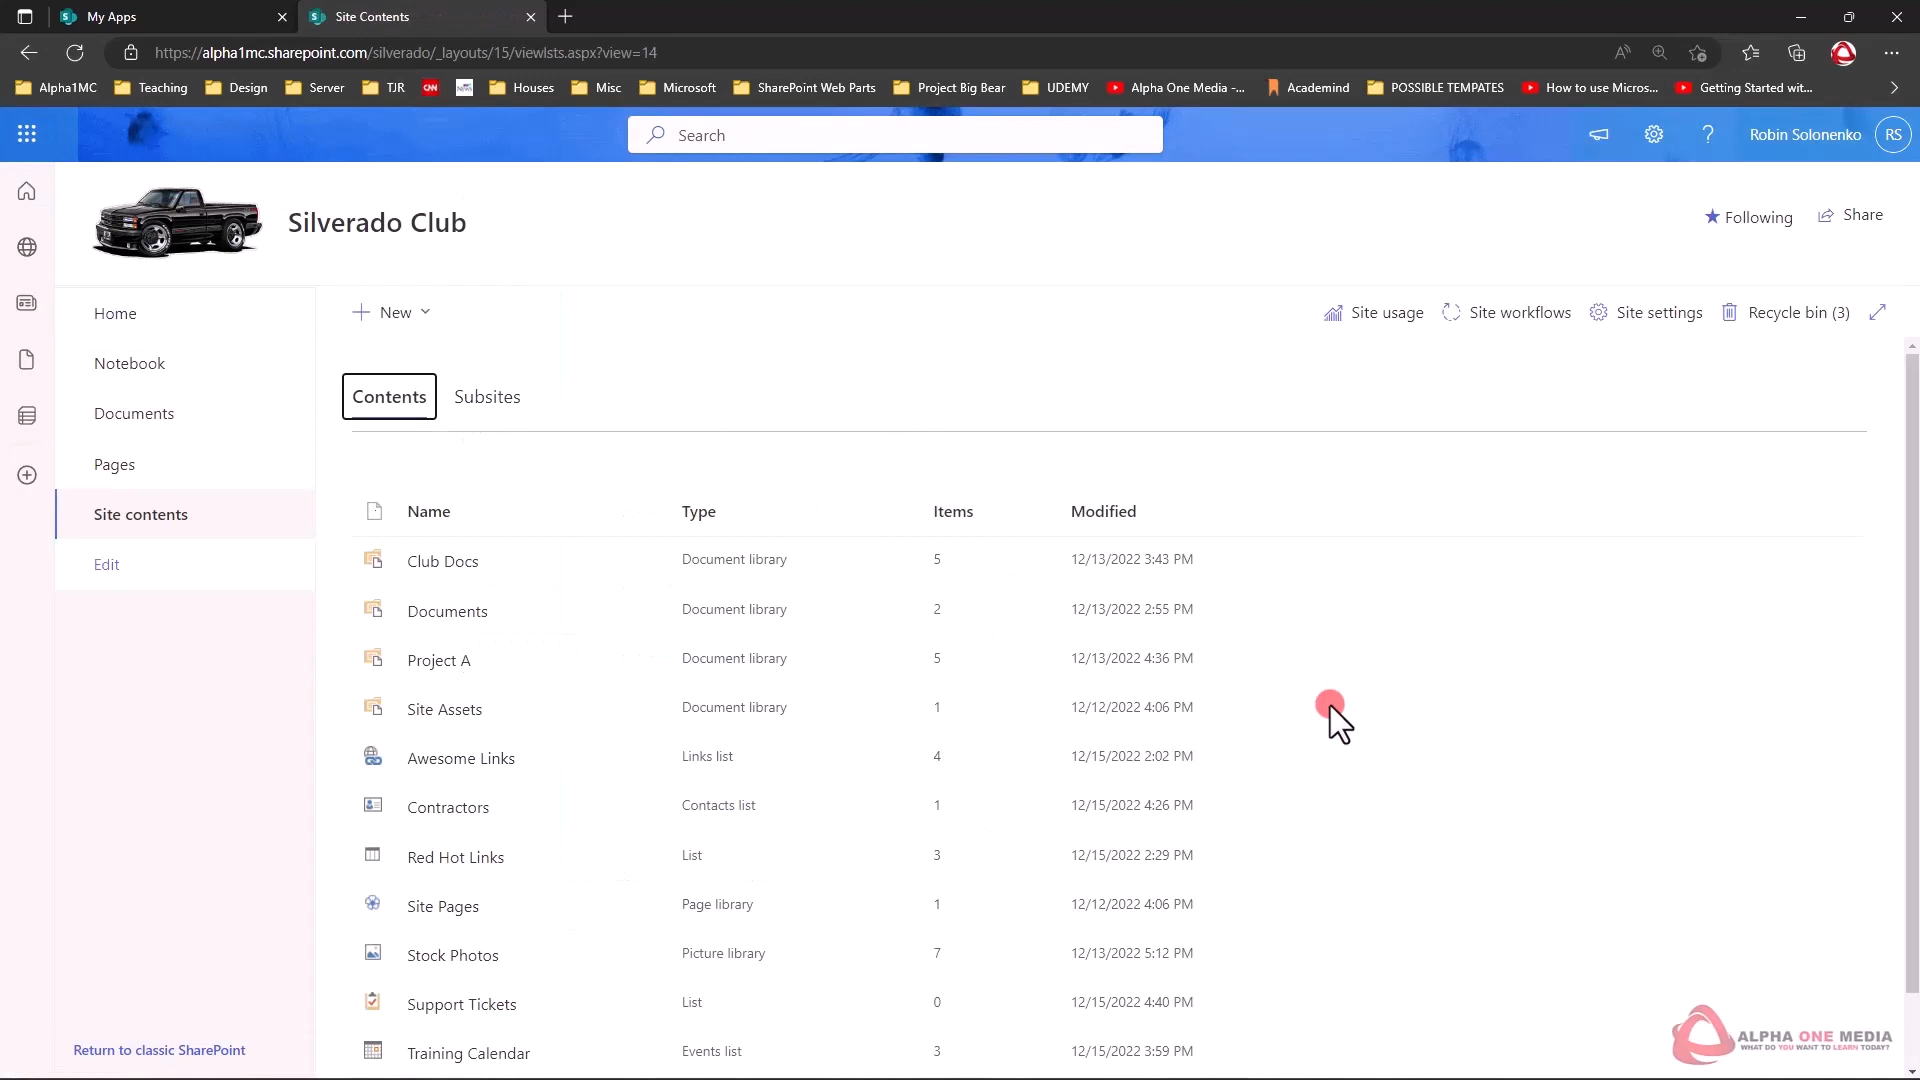 My Apps
Site Contents
https://alpha1mc.sharepoint.com/silverado/_layouts/15/viewlsts.aspx?view=14
Alpha1MC Teaching Design Server TJR CNN NEWS Houses Misc Microsoft SharePoint Web Parts Project Big Bear UDEMY Alpha One Media -... Academind POSSIBLE TEMPATES How to use Micros... Getting Started wit...
Search
Robin Solonenko RS
Silverado Club
Following Share
Home
Notebook
Documents
Pages
Site contents
Edit
Return to classic SharePoint
New
Site usage Site workflows Site settings Recycle bin (3)
Contents Subsites
Name Type Items Modified
Club Docs Document library 5 12/13/2022 3:43 PM
Documents Document library 2 12/13/2022 2:55 PM
Project A Document library 5 12/13/2022 4:36 PM
Site Assets Document library 1 12/12/2022 4:06 PM
Awesome Links Links list 4 12/15/2022 2:02 PM
Contractors Contacts list 1 12/15/2022 4:26 PM
Red Hot Links List 3 12/15/2022 2:29 PM
Site Pages Page library 1 12/12/2022 4:06 PM
Stock Photos Picture library 7 12/13/2022 5:12 PM
Support Tickets List 0 12/15/2022 4:40 PM
Training Calendar Events list 3 12/15/2022 3:59 PM
ALPHA ONE MEDIA
WHAT DO YOU WANT TO LEARN TODAY?